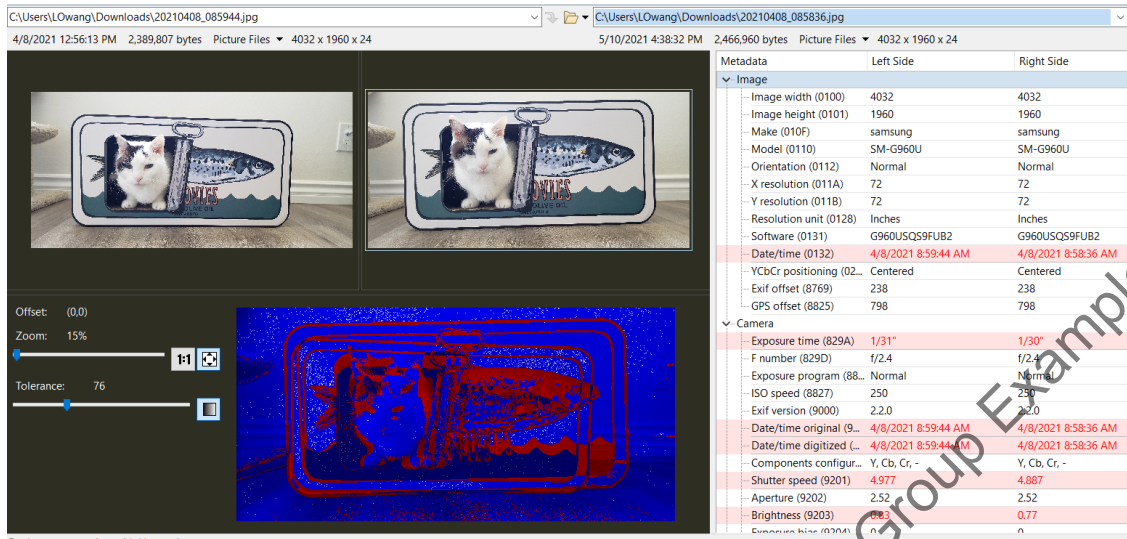 C:\Users\LOwang\Downloads\20210408_085944.jpg
C:\Users\LOwang\Downloads\20210408_085836.jpg
4/8/2021 12:56:13 PM 2,389,807 bytes Picture Files 4032 x 1960 x 24
5/10/2021 4:38:32 PM 2,466,960 bytes Picture Files 4032 x 1960 x 24
Metadata Left Side Right Side
Image
Image width (0100) 4032 4032
Image height (0101) 1960 1960
Make (010F) samsung samsung
Model (0110) SM-G960U SM-G960U
Orientation (0112) Normal Normal
X resolution (011A) 72 72
Y resolution (011B) 72 72
Resolution unit (0128) Inches Inches
Software (0131) G960USQS9FUB2 G960USQS9FUB2
Date/time (0132) 4/8/2021 8:59:44 AM 4/8/2021 8:58:36 AM
YCbCr positioning (02... Centered Centered
Exif offset (8769) 238 238
GPS offset (8825) 798 798
Camera
Exposure time (829A) 1/31" 1/30"
F number (829D) f/2.4 f/2.4
Exposure program (88... Normal Normal
ISO speed (8827) 250 250
Exif version (9000) 2.2.0 2.2.0
Date/time original (9... 4/8/2021 8:59:44 AM 4/8/2021 8:58:36 AM
Date/time digitized (... 4/8/2021 8:59:44 AM 4/8/2021 8:58:36 AM
Components configur... Y, Cb, Cr, - Y, Cb, Cr, -
Shutter speed (9201) 4.977 4.887
Aperture (9202) 2.52 2.52
Brightness (9203) 0.83 0.77
Exposure bias (9204) 0 0
Offset: (0,0)
Zoom: 15%
1:1
Tolerance: 76
OLIVE OIL
Group Example